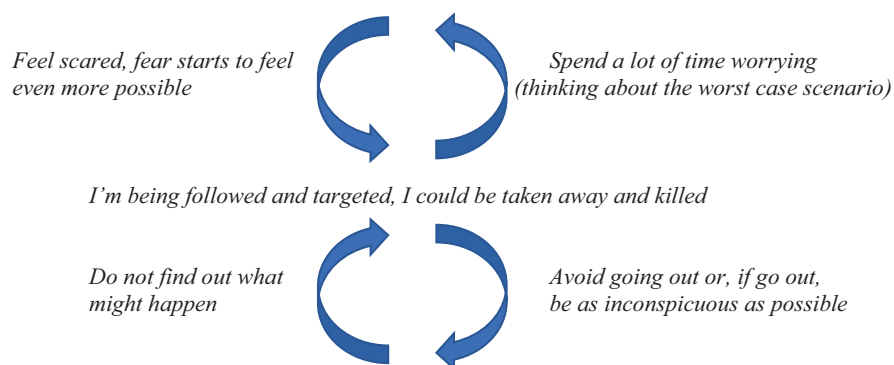 Feel scared, fear starts to feel
even more possible
Spend a lot of time worrying
(thinking about the worst case scenario)
I’m being followed and targeted, I could be taken away and killed
Do not find out what
might happen
Avoid going out or, if go out,
be as inconspicuous as possible